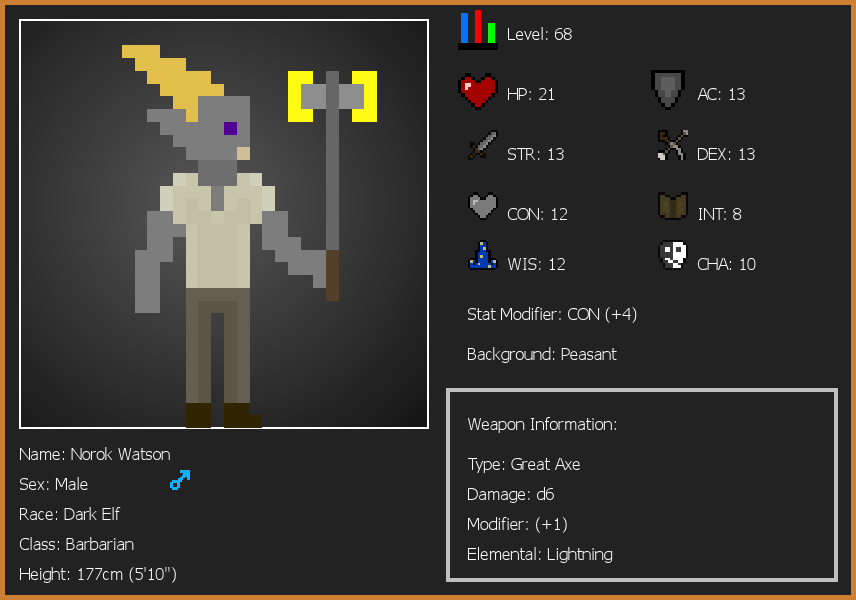 Level: 68
HP: 21
AC: 13
STR: 13
DEX: 13
CON: 12
INT: 8
WIS: 12
CHA: 10
Stat Modifier: CON (+4)
Background: Peasant
Weapon Information:
Type: Great Axe
Damage: d6
Modifier: (+1)
Elemental: Lightning
Name: Norok Watson
Sex: Male
Race: Dark Elf
Class: Barbarian
Height: 177cm (5'10")